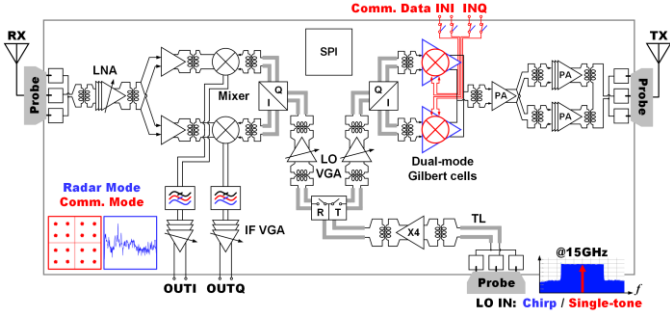 Comm. Data INI INQ
RX
TX
SPI
LNA
Mixer
Q
I
Q
I
PA
PA
PA
Probe
Probe
LO
VGA
Dual-mode
Gilbert cells
Radar Mode
Comm. Mode
IF VGA
R T
X4
TL
@15GHz
f
OUTI OUTQ
Probe
LO IN: Chirp / Single-tone